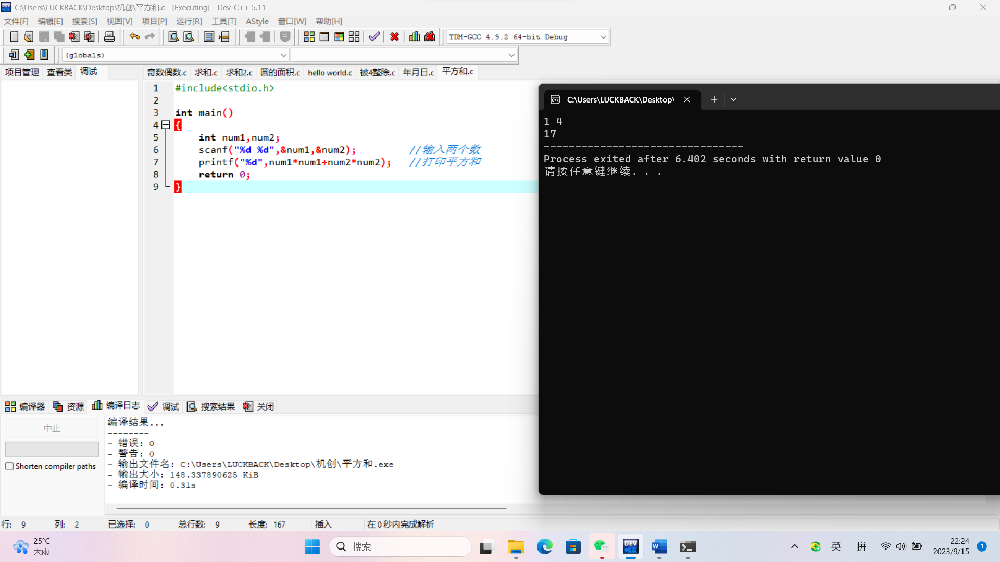 C:\Users\LUCKBACK\Desktop\机创\平方和.c - [Executing] - Dev-C++ 5.11
文件[F] 编辑[E] 搜索[S] 视图[V] 项目[P] 运行[R] 工具[T] AStyle 窗口[W] 帮助[H]
TDM-GCC 4.9.2 64-bit Debug
(globals)
项目管理 查看类 调试
奇数偶数.c 求和.c 求和2.c 圆的面积.c hello world.c 被4整除.c 年月日.c 平方和.c
1 #include<stdio.h>
2
3 int main()
4 {
5 int num1,num2;
6 scanf("%d %d",&num1,&num2); //输入两个数
7 printf("%d",num1*num1+num2*num2); //打印平方和
8 return 0;
9 }
C:\Users\LUCKBACK\Desktop\
1 4
17
--------------------------------
Process exited after 6.402 seconds with return value 0
请按任意键继续. . .
编译器 资源 编译日志 调试 搜索结果 关闭
中止
Shorten compiler paths
编译结果...
--------
- 错误: 0
- 警告: 0
- 输出文件名: C:\Users\LUCKBACK\Desktop\机创\平方和.exe
- 输出大小: 148.337890625 KiB
- 编译时间: 0.31s
行: 9 列: 2 已选择: 0 总行数: 9 长度: 167 插入 在 0 秒内完成解析
25°C
大雨
搜索
DEV
W
英 拼
22:24
2023/9/15
1